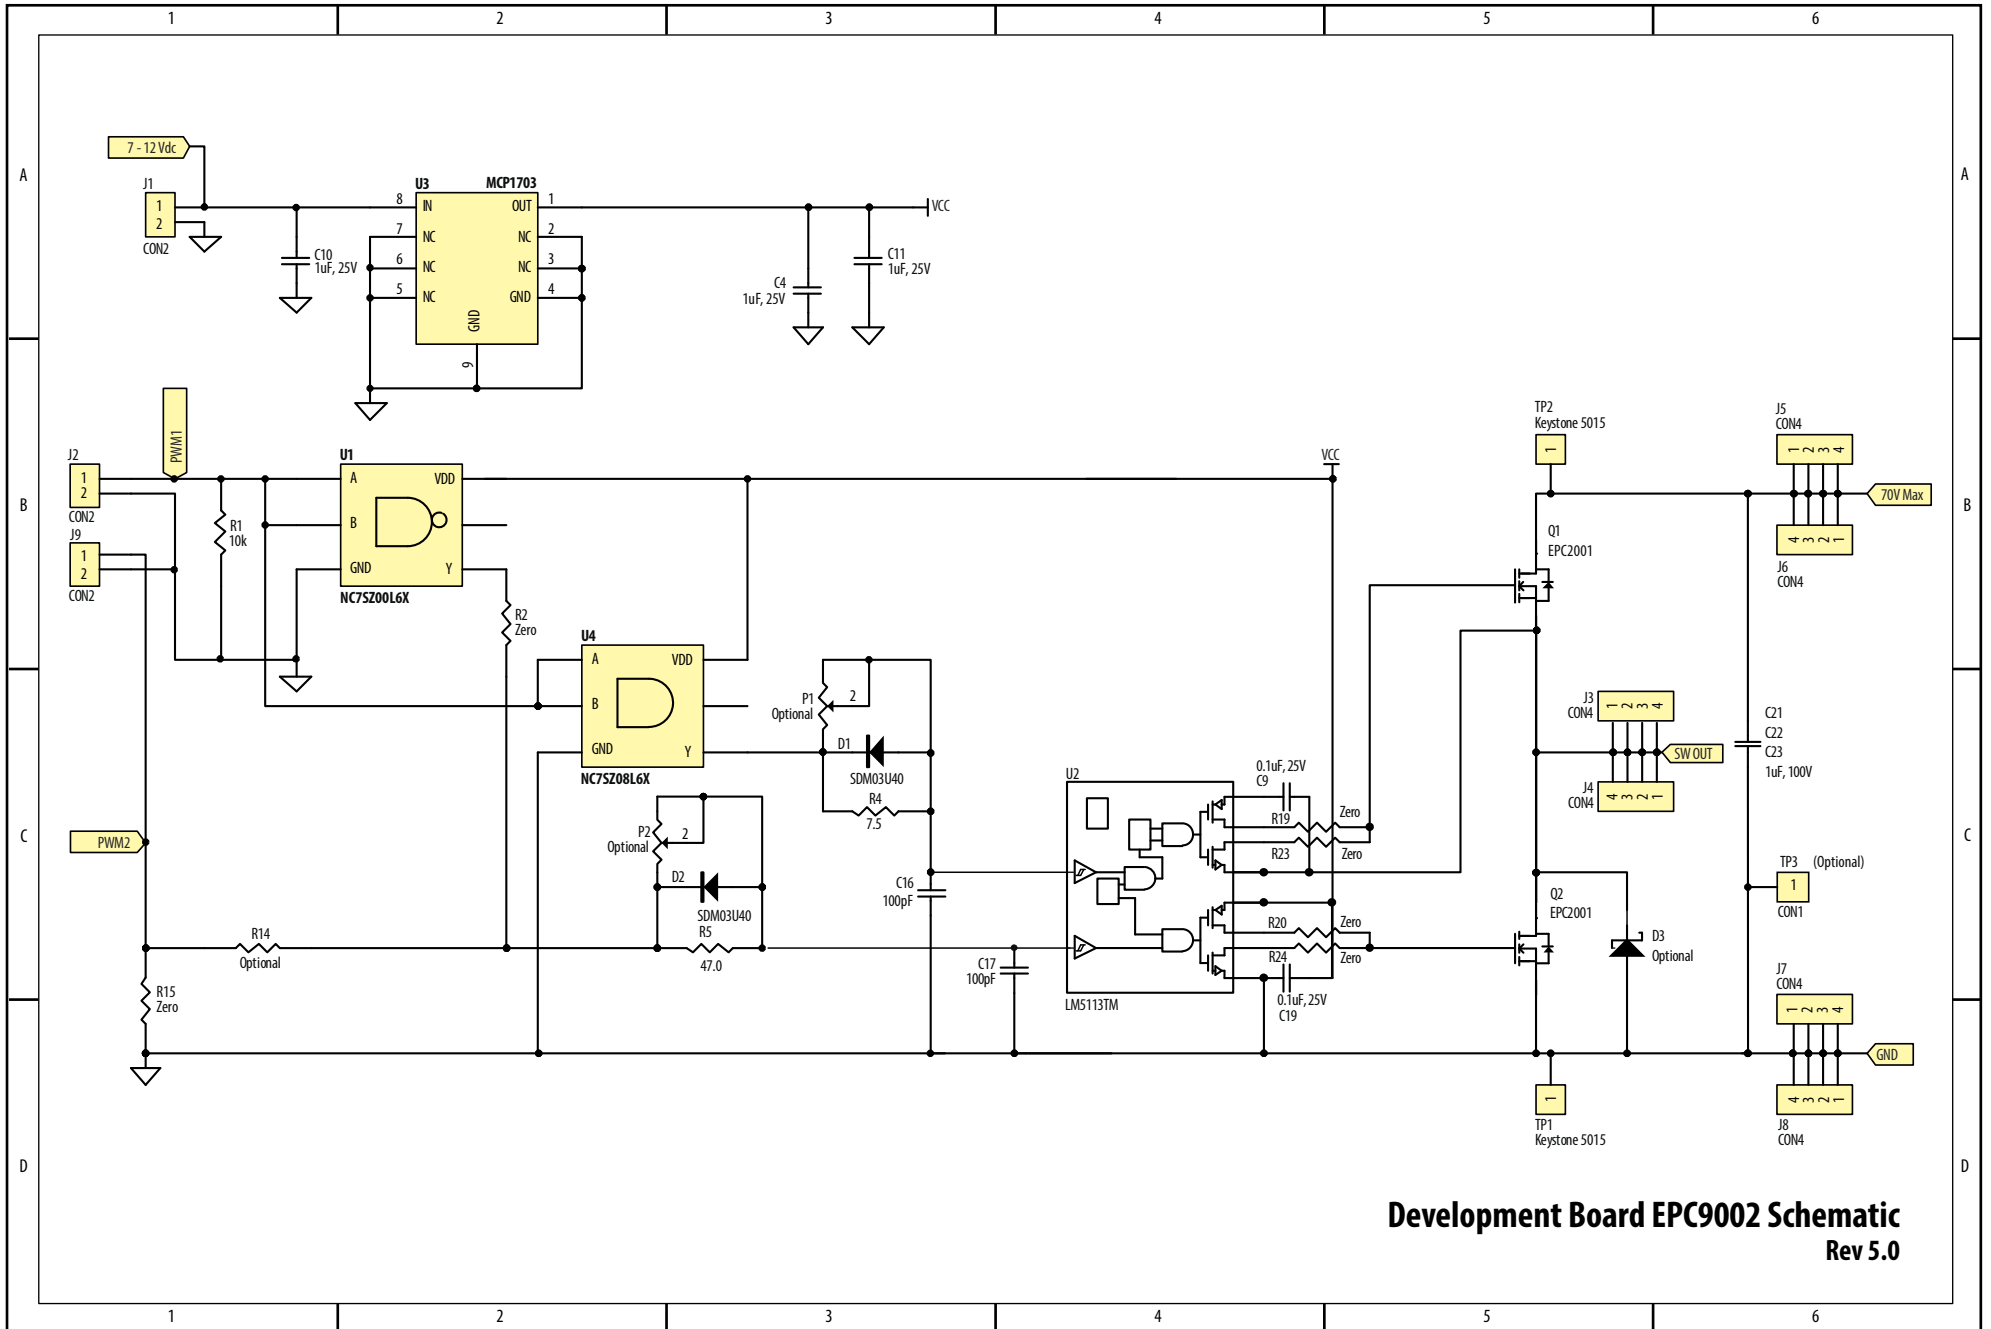 1 2 3 4 5 6
A
A
7 - 12 Vdc
J1
1
2
CON2
C10
1uF, 25V
U3 MCP1703
8 IN OUT 1
7 NC NC 2
6 NC NC 3
5 NC GND 4
GND
9
VCC
C4
1uF, 25V
C11
1uF, 25V
B
B
PWM1
J2
1
2
CON2
J9
1
2
CON2
R1
10k
U1
A VDD
B
GND Y
NC7SZ00L6X
R2
Zero
VCC
TP2
Keystone 5015
1
J5
CON4
1 2 3 4
70V Max
4 3 2 1
J6
CON4
Q1
EPC2001
U4
A VDD
B
GND Y
NC7SZ08L6X
P1
Optional
2
D1
SDM03U40
R4
7.5
P2
Optional
2
D2
SDM03U40
R5
47.0
C
C
PWM2
R14
Optional
R15
Zero
C16
100pF
C17
100pF
U2
LM5113TM
0.1uF, 25V
C9
R19 Zero
R23 Zero
R20 Zero
R24 Zero
0.1uF, 25V
C19
J3
CON4
1 2 3 4
SW OUT
J4
CON4
4 3 2 1
C21
C22
C23
1uF, 100V
TP3 (Optional)
1
CON1
Q2
EPC2001
D3
Optional
J7
CON4
1 2 3 4
GND
4 3 2 1
J8
CON4
1
TP1
Keystone 5015
D
D
Development Board EPC9002 Schematic
Rev 5.0
1 2 3 4 5 6